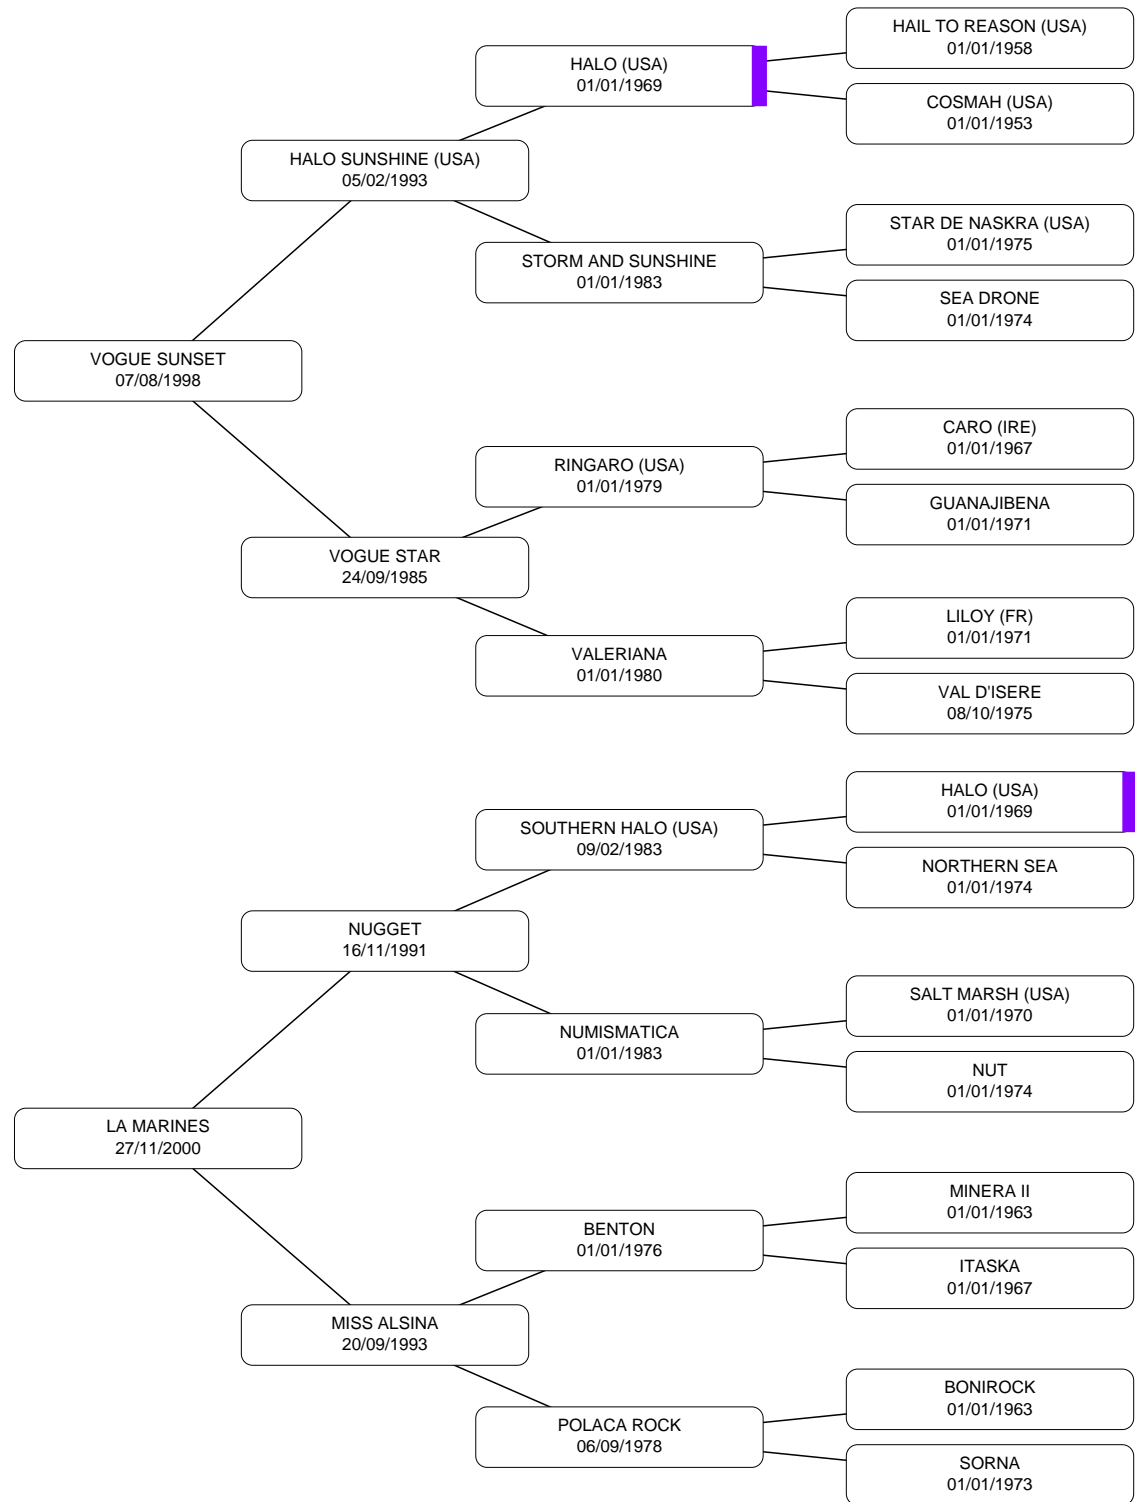 HAIL TO REASON (USA)
01/01/1958
HALO (USA)
01/01/1969
COSMAH (USA)
01/01/1953
HALO SUNSHINE (USA)
05/02/1993
STAR DE NASKRA (USA)
01/01/1975
STORM AND SUNSHINE
01/01/1983
SEA DRONE
01/01/1974
VOGUE SUNSET
07/08/1998
CARO (IRE)
01/01/1967
RINGARO (USA)
01/01/1979
GUANAJIBENA
01/01/1971
VOGUE STAR
24/09/1985
LILOY (FR)
01/01/1971
VALERIANA
01/01/1980
VAL D'ISERE
08/10/1975
HALO (USA)
01/01/1969
SOUTHERN HALO (USA)
09/02/1983
NORTHERN SEA
01/01/1974
NUGGET
16/11/1991
SALT MARSH (USA)
01/01/1970
NUMISMATICA
01/01/1983
NUT
01/01/1974
LA MARINES
27/11/2000
MINERA II
01/01/1963
BENTON
01/01/1976
ITASKA
01/01/1967
MISS ALSINA
20/09/1993
BONIROCK
01/01/1963
POLACA ROCK
06/09/1978
SORNA
01/01/1973